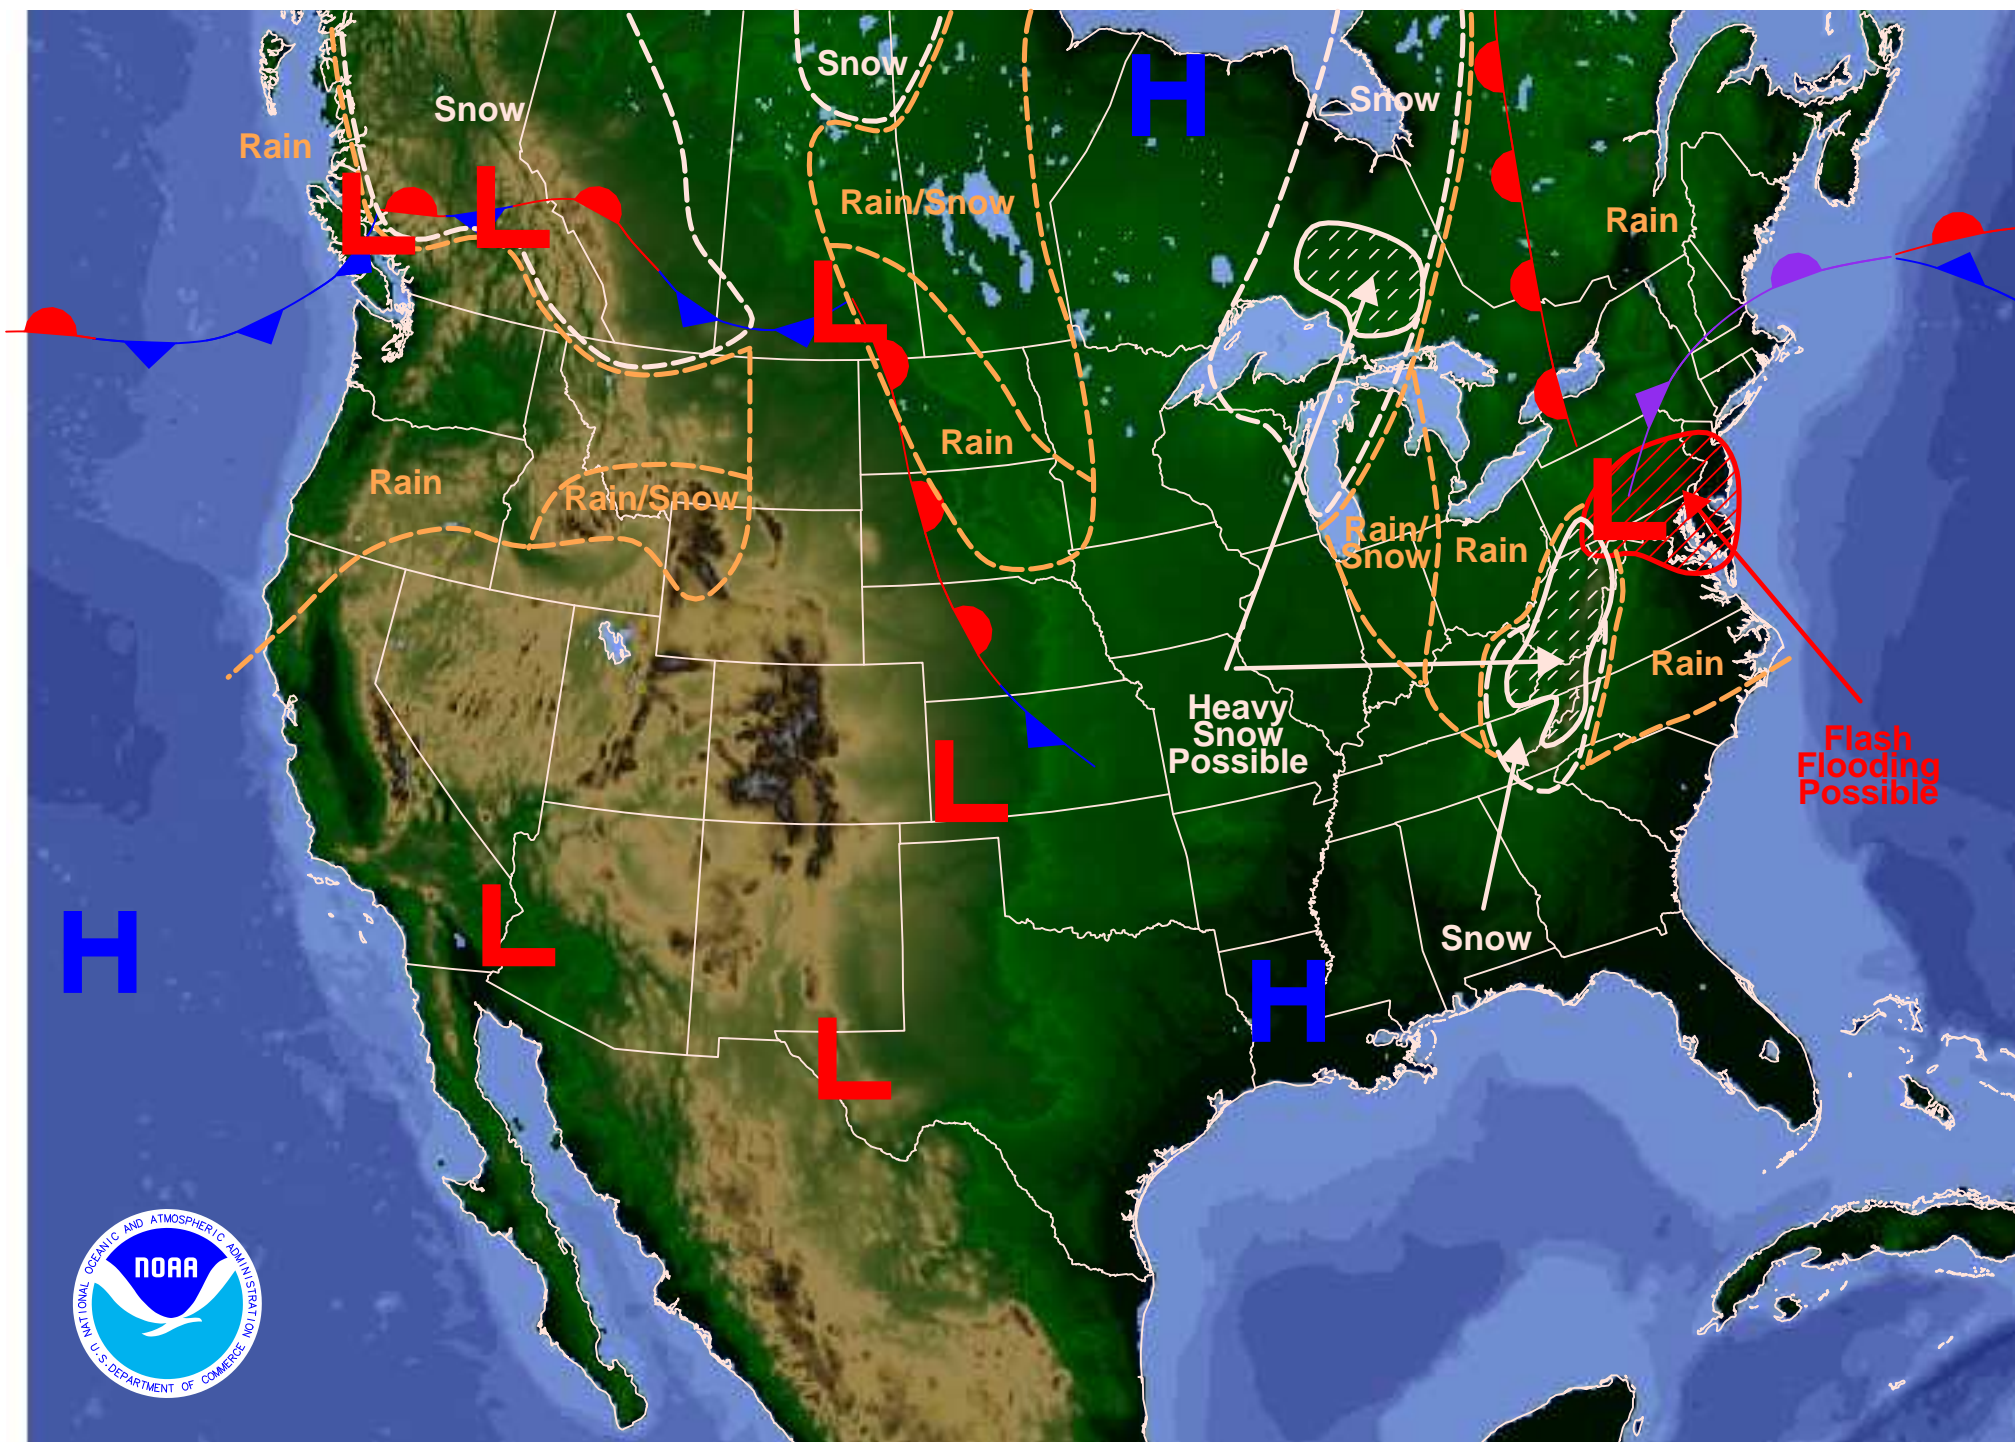 Snow
H
Snow
Snow
Rain
L
L
Rain/Snow
Rain
L
Rain
Rain
Rain/Snow
L
Rain/
Snow
Rain
Rain
Heavy
Snow
Possible
Flash
Flooding
Possible
L
L
H
Snow
H
L
NOAA
NATIONAL OCEANIC AND ATMOSPHERIC ADMINISTRATION
U.S. DEPARTMENT OF COMMERCE